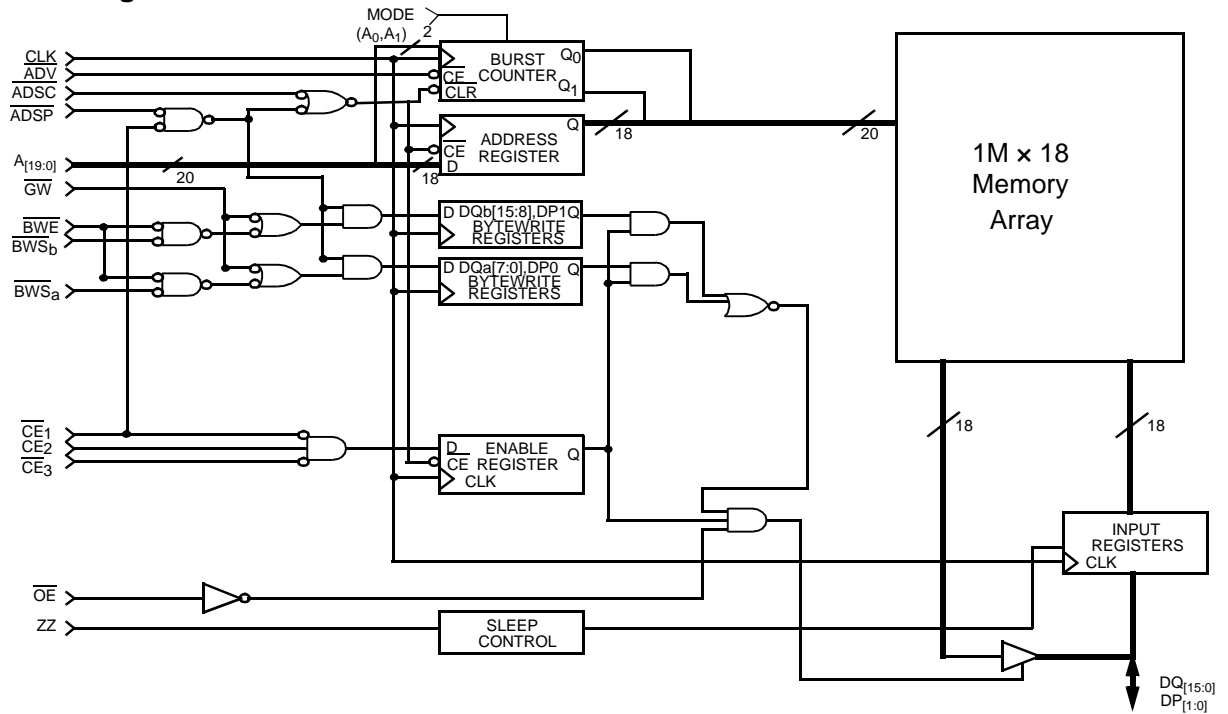 MODE
(A0,A1) 2
CLK
ADV
ADSC
ADSP
BURST COUNTER
CE
CLR
Q0
Q1
A[19:0]
20
18
ADDRESS REGISTER
CE
D
Q
18
20
1M × 18
Memory
Array
GW
BWE
BWSb
BWSa
D DQb[15:8],DP1Q
BYTEWRITE
REGISTERS
D DQa[7:0],DP0 Q
BYTEWRITE
REGISTERS
CE1
CE2
CE3
D ENABLE
CE REGISTER Q
CLK
18
18
INPUT
REGISTERS
CLK
OE
ZZ
SLEEP
CONTROL
DQ[15:0]
DP[1:0]